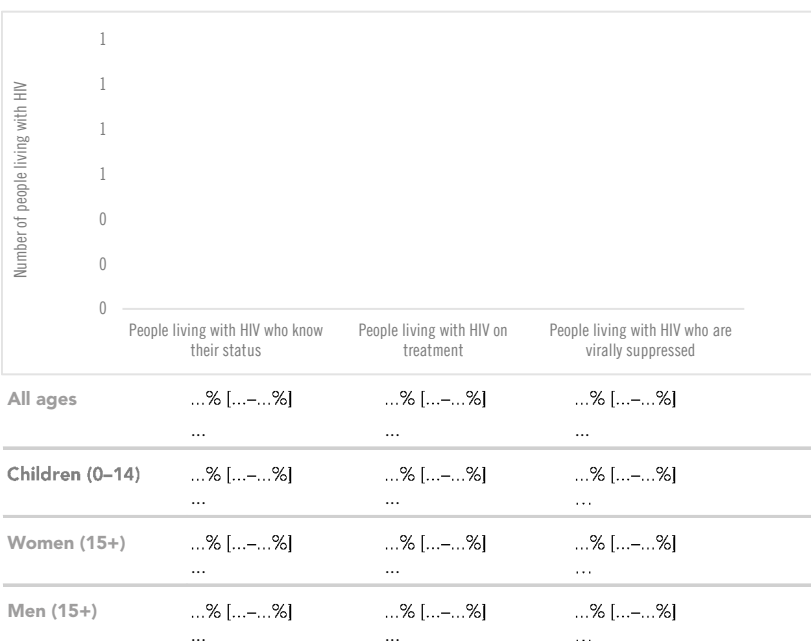 Number of people living with HIV
1
1
1
1
0
0
0
People living with HIV who know
their status
People living with HIV on
treatment
People living with HIV who are
virally suppressed
All ages ...% [...–...%] ...% [...–...%] ...% [...–...%]
... ... ...
Children (0–14) ...% [...–...%] ...% [...–...%] ...% [...–...%]
... ... ...
Women (15+) ...% [...–...%] ...% [...–...%] ...% [...–...%]
... ... ...
Men (15+) ...% [...–...%] ...% [...–...%] ...% [...–...%]
... ... ...